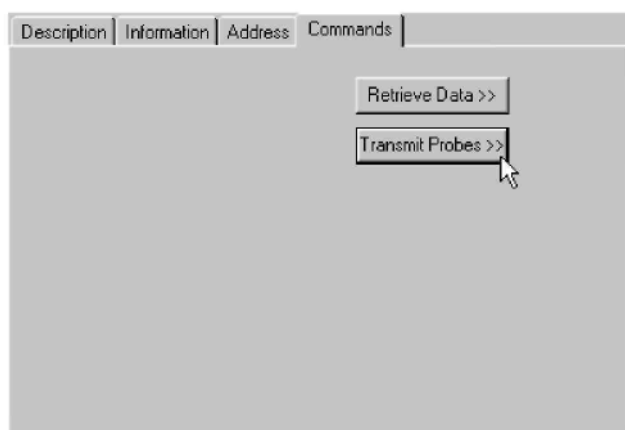 Description Information Address Commands
Retrieve Data >>
Transmit Probes >>